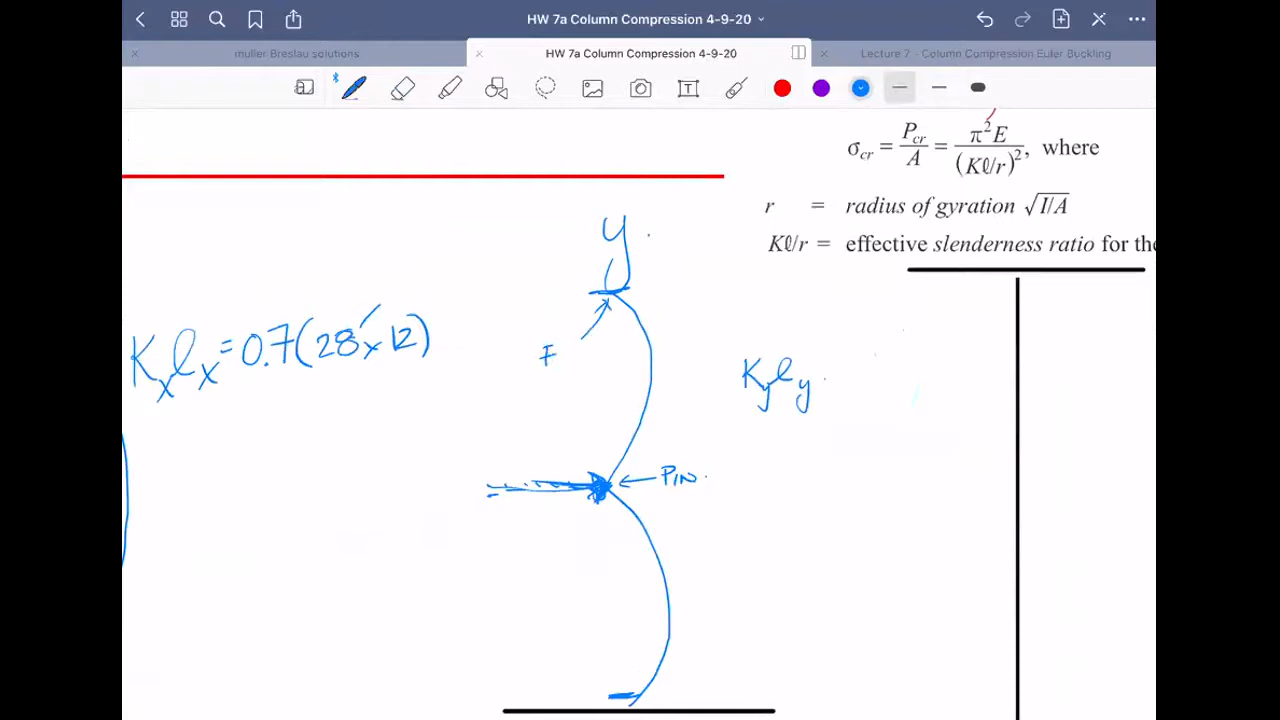 HW 7a Column Compression 4-9-20
muller Breslau solutions
HW 7a Column Compression 4-9-20
Lecture 7 - Column Compression Euler Buckling
T
σcr = Pcr/A = π²E/(Kℓ/r)², where
r = radius of gyration √I/A
Kℓ/r = effective slenderness ratio for the
y
Kxlx = 0.7(28'x12)
F
Kyly
PIN